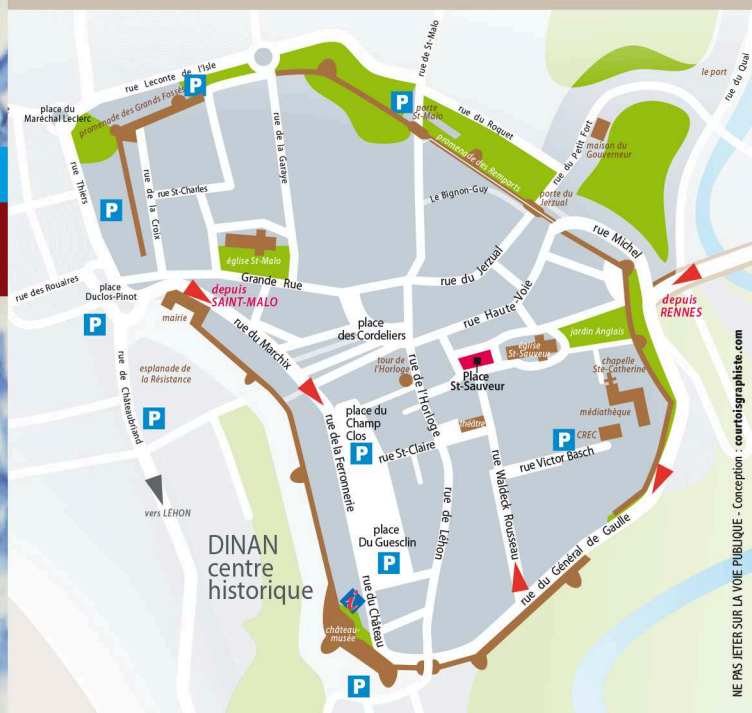 rue Leconte de l'Isle
P
rue de St-Malo
le port
rue du Quai
place du
Maréchal Leclerc
promenade des Grands Fossés
P
porte
St-Malo
rue du Roquet
rue du Petit Fort
maison du
Gouverneur
rue Thiers
rue de la Croix
rue de la Garaye
promenade des Remparts
rue St-Charles
Le Bignon-Guy
porte du
Jerzual
P
église St-Malo
rue Michel
rue des Rouaires
place
Duclos-Pinot
depuis
SAINT-MALO
Grande Rue
rue du Jerzual
depuis
RENNES
P
mairie
rue du Marchix
place
des Cordeliers
rue Haute-Voie
jardin Anglais
église
St-Sauveur
esplanade de
la Résistance
tour de
l'Horloge
rue de l'Horloge
Place
St-Sauveur
chapelle
Ste-Catherine
rue de Châteaubriand
P
place du
Champ
Clos
P
rue de la Ferronnerie
théâtre
médiathèque
P
CREC
rue St-Claire
rue Victor Basch
vers LÉHON
rue de Léhon
rue Waldeck Rousseau
DINAN
centre
historique
place
Du Guesclin
P
rue du Général de Gaulle
i
rue du Château
château-
musée
P
NE PAS JETER SUR LA VOIE PUBLIQUE - Conception : courtoisgraphiste.com